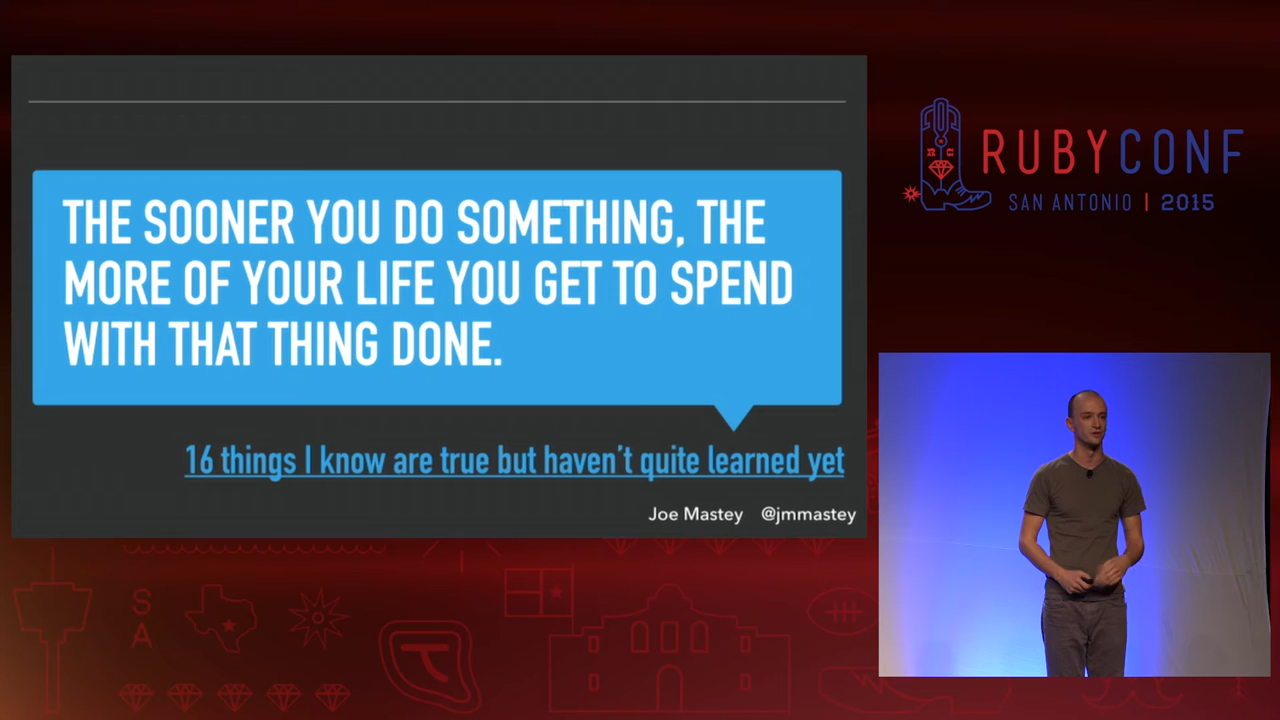 THE SOONER YOU DO SOMETHING, THE
MORE OF YOUR LIFE YOU GET TO SPEND
WITH THAT THING DONE.
16 things I know are true but haven't quite learned yet
Joe Mastey @jmmastey
RUBYCONF
SAN ANTONIO | 2015
S
A